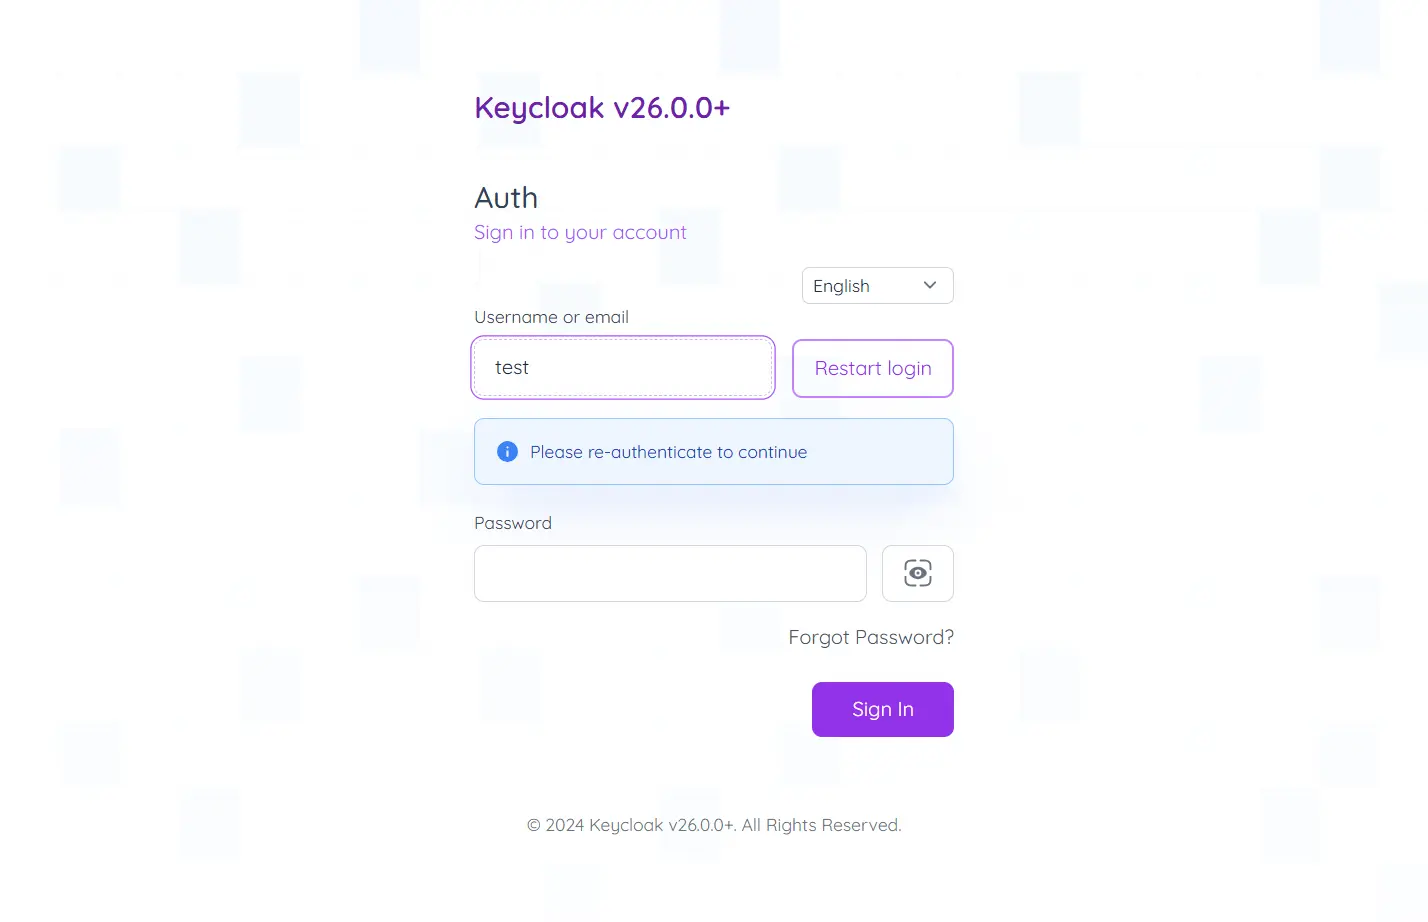 Keycloak v26.0.0+
Auth
Sign in to your account
English
Username or email
test
Restart login
Please re-authenticate to continue
Password
Forgot Password?
Sign In
© 2024 Keycloak v26.0.0+. All Rights Reserved.